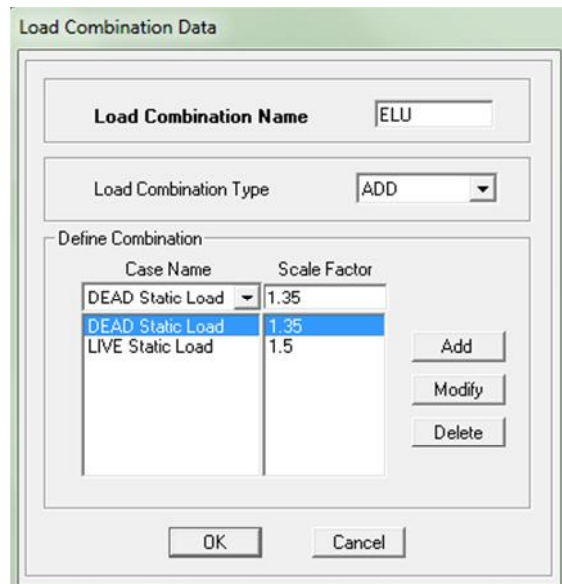 Load Combination Data
Load Combination Name ELU
Load Combination Type ADD
Define Combination
Case Name Scale Factor
DEAD Static Load 1.35
DEAD Static Load 1.35
LIVE Static Load 1.5
Add
Modify
Delete
OK Cancel